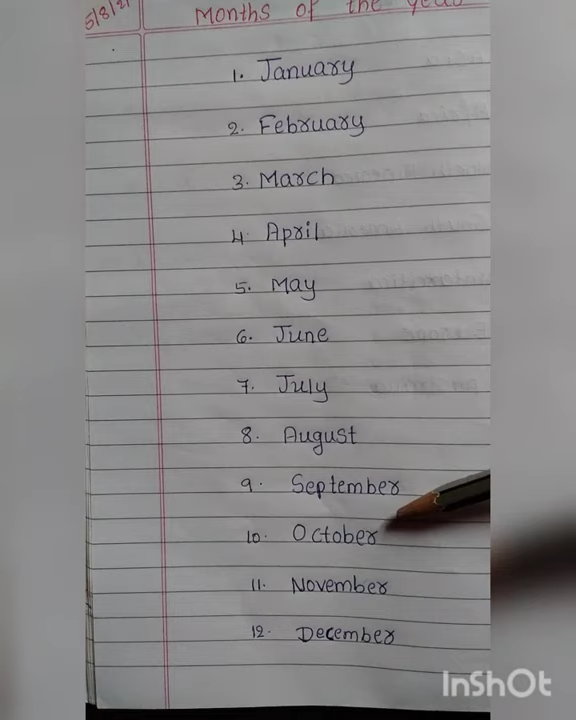 5/8/21
Months of the year
1. January
2. February
3. March
4. April
5. May
6. June
7. July
8. August
9. September
10. October
11. November
12. December
InShOt